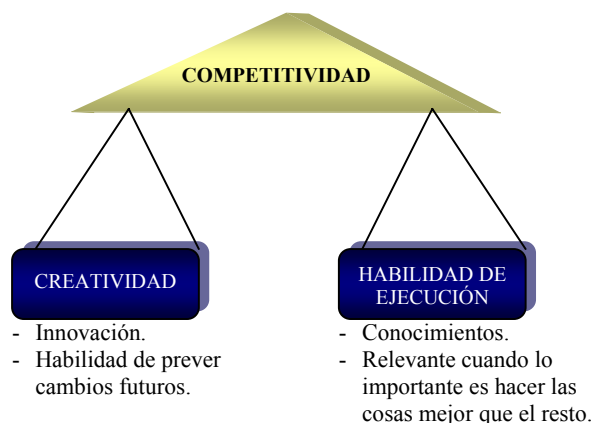 COMPETITIVIDAD
CREATIVIDAD
- Innovación.
- Habilidad de prever
cambios futuros.
HABILIDAD DE
EJECUCIÓN
- Conocimientos.
- Relevante cuando lo
importante es hacer las
cosas mejor que el resto.